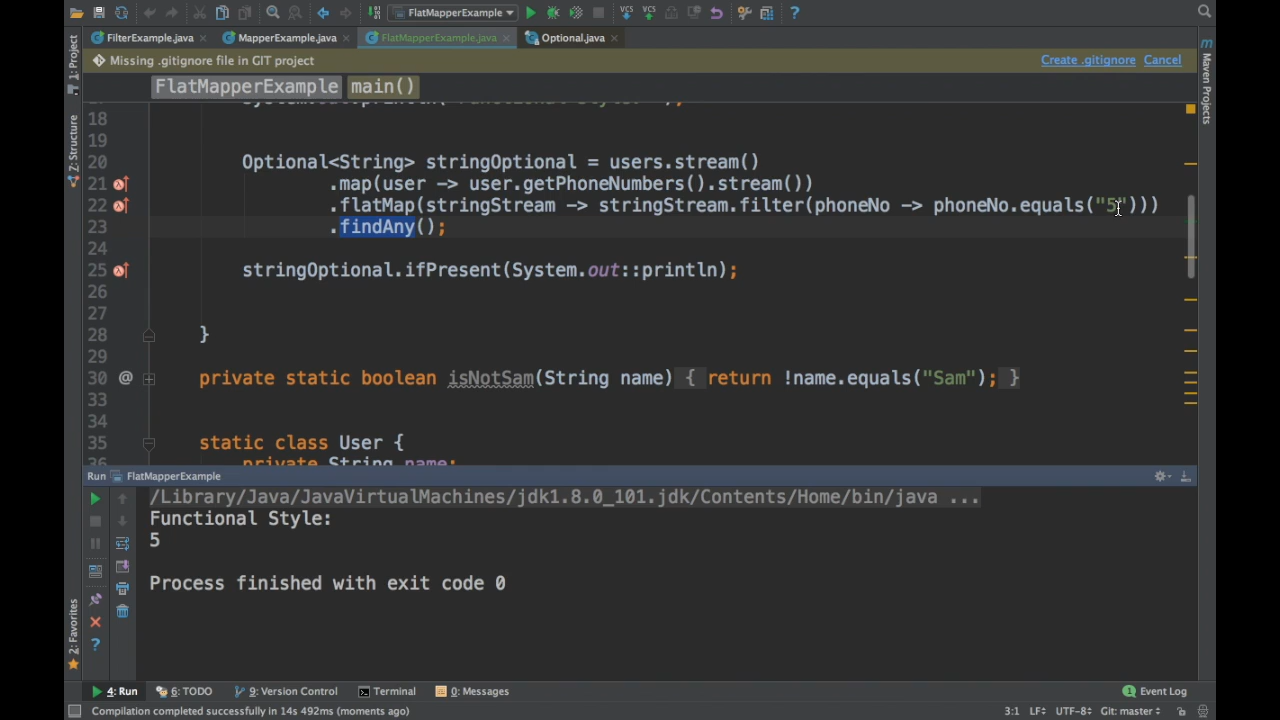 FlatMapperExample
FilterExample.java
MapperExample.java
FlatMapperExample.java
Optional.java
Missing .gitignore file in GIT project
Create .gitignore
Cancel
FlatMapperExample main()
1: Project
Z: Structure
2: Favorites
Maven Projects
18
19
20 Optional<String> stringOptional = users.stream()
21 .map(user -> user.getPhoneNumbers().stream())
22 .flatMap(stringStream -> stringStream.filter(phoneNo -> phoneNo.equals("5")))
23 .findAny();
24
25 stringOptional.ifPresent(System.out::println);
26
27
28 }
29
30 @ private static boolean isNotSam(String name) { return !name.equals("Sam"); }
33
34
35 static class User {
36 private String name;
Run FlatMapperExample
/Library/Java/JavaVirtualMachines/jdk1.8.0_101.jdk/Contents/Home/bin/java ...
Functional Style:
5
Process finished with exit code 0
4: Run
6: TODO
9: Version Control
Terminal
0: Messages
1 Event Log
Compilation completed successfully in 14s 492ms (moments ago)
3:1 LF UTF-8 Git: master